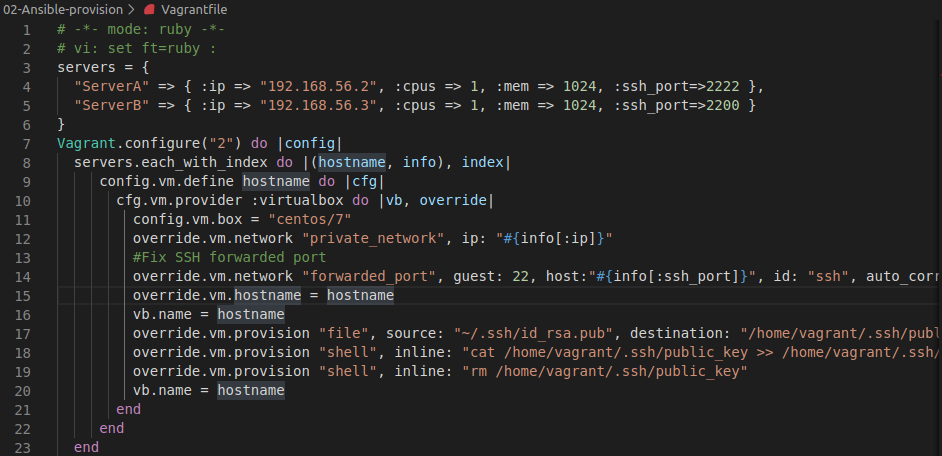 02-Ansible-provision > Vagrantfile
1 # -*- mode: ruby -*-
2 # vi: set ft=ruby :
3 servers = {
4 "ServerA" => { :ip => "192.168.56.2", :cpus => 1, :mem => 1024, :ssh_port=>2222 },
5 "ServerB" => { :ip => "192.168.56.3", :cpus => 1, :mem => 1024, :ssh_port=>2200 }
6 }
7 Vagrant.configure("2") do |config|
8 servers.each_with_index do |(hostname, info), index|
9 config.vm.define hostname do |cfg|
10 cfg.vm.provider :virtualbox do |vb, override|
11 config.vm.box = "centos/7"
12 override.vm.network "private_network", ip: "#{info[:ip]}"
13 #Fix SSH forwarded port
14 override.vm.network "forwarded_port", guest: 22, host:"#{info[:ssh_port]}", id: "ssh", auto_corr
15 override.vm.hostname = hostname
16 vb.name = hostname
17 override.vm.provision "file", source: "~/.ssh/id_rsa.pub", destination: "/home/vagrant/.ssh/publ
18 override.vm.provision "shell", inline: "cat /home/vagrant/.ssh/public_key >> /home/vagrant/.ssh/
19 override.vm.provision "shell", inline: "rm /home/vagrant/.ssh/public_key"
20 vb.name = hostname
21 end
22 end
23 end